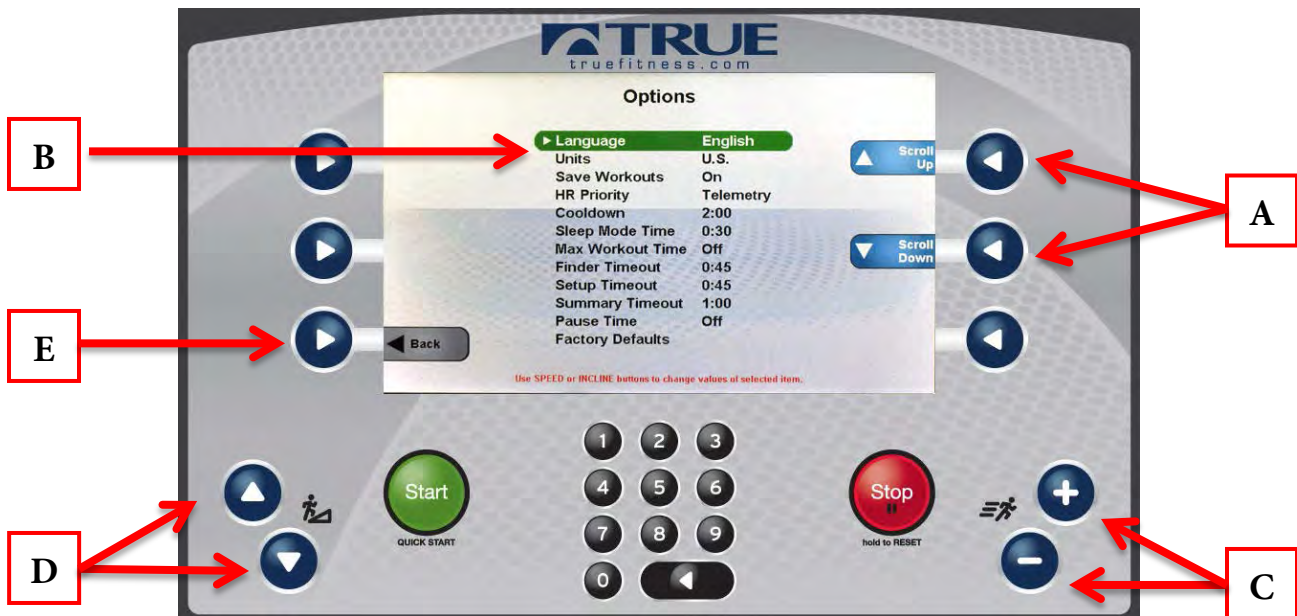 TRUE
truefitness.com
Options
B
Language English
Scroll Up
Units U.S.
Save Workouts On
HR Priority Telemetry
A
Cooldown 2:00
Sleep Mode Time 0:30
Max Workout Time Off
Scroll Down
Finder Timeout 0:45
Setup Timeout 0:45
Summary Timeout 1:00
Pause Time Off
E
Back
Factory Defaults
Use SPEED or INCLINE buttons to change values of selected item.
1 2 3
Start
4 5 6
Stop
QUICK START
7 8 9
hold to RESET
D
0
C